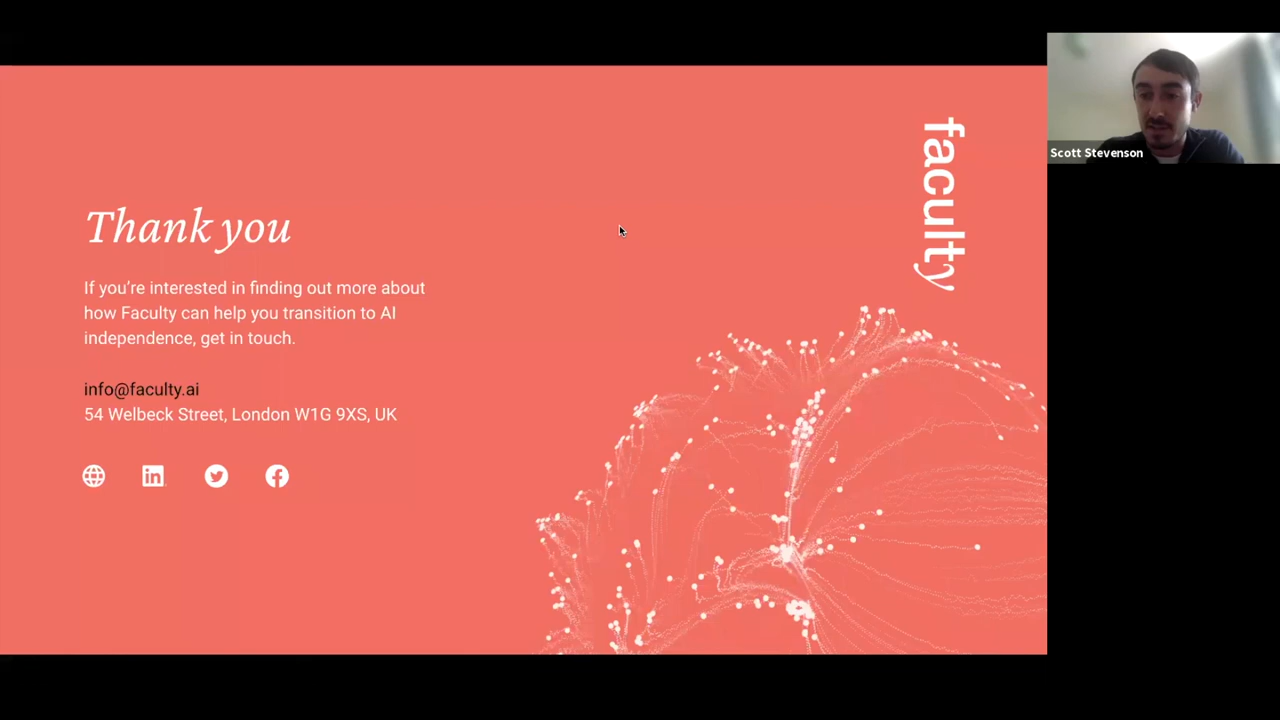 faculty
Scott Stevenson
Thank you
If you’re interested in finding out more about
how Faculty can help you transition to AI
independence, get in touch.
info@faculty.ai
54 Welbeck Street, London W1G 9XS, UK
in